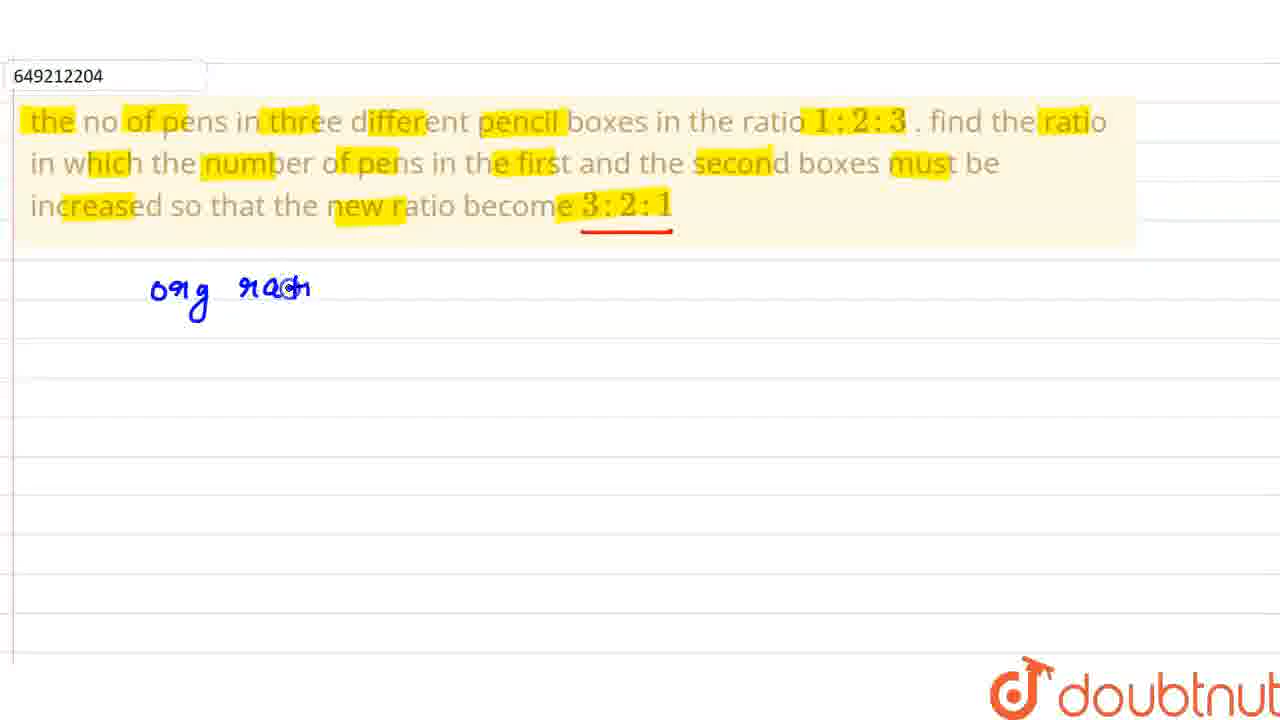 649212204
the no of pens in three different pencil boxes in the ratio 1 : 2 : 3 . find the ratio
in which the number of pens in the first and the second boxes must be
increased so that the new ratio become 3 : 2 : 1
org rati
doubtnut